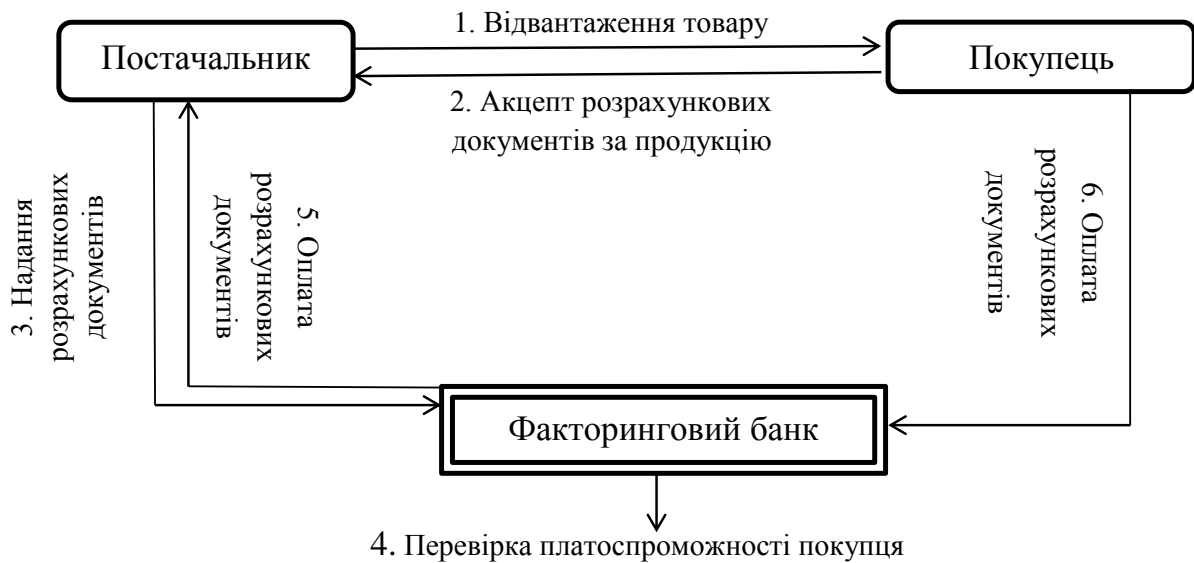 1. Відвантаження товару
Постачальник
Покупець
2. Акцепт розрахункових
документів за продукцію
3. Надання
розрахункових
документів
5. Оплата
розрахункових
документів
6. Оплата
розрахункових
документів
Факторинговий банк
4. Перевірка платоспроможності покупця